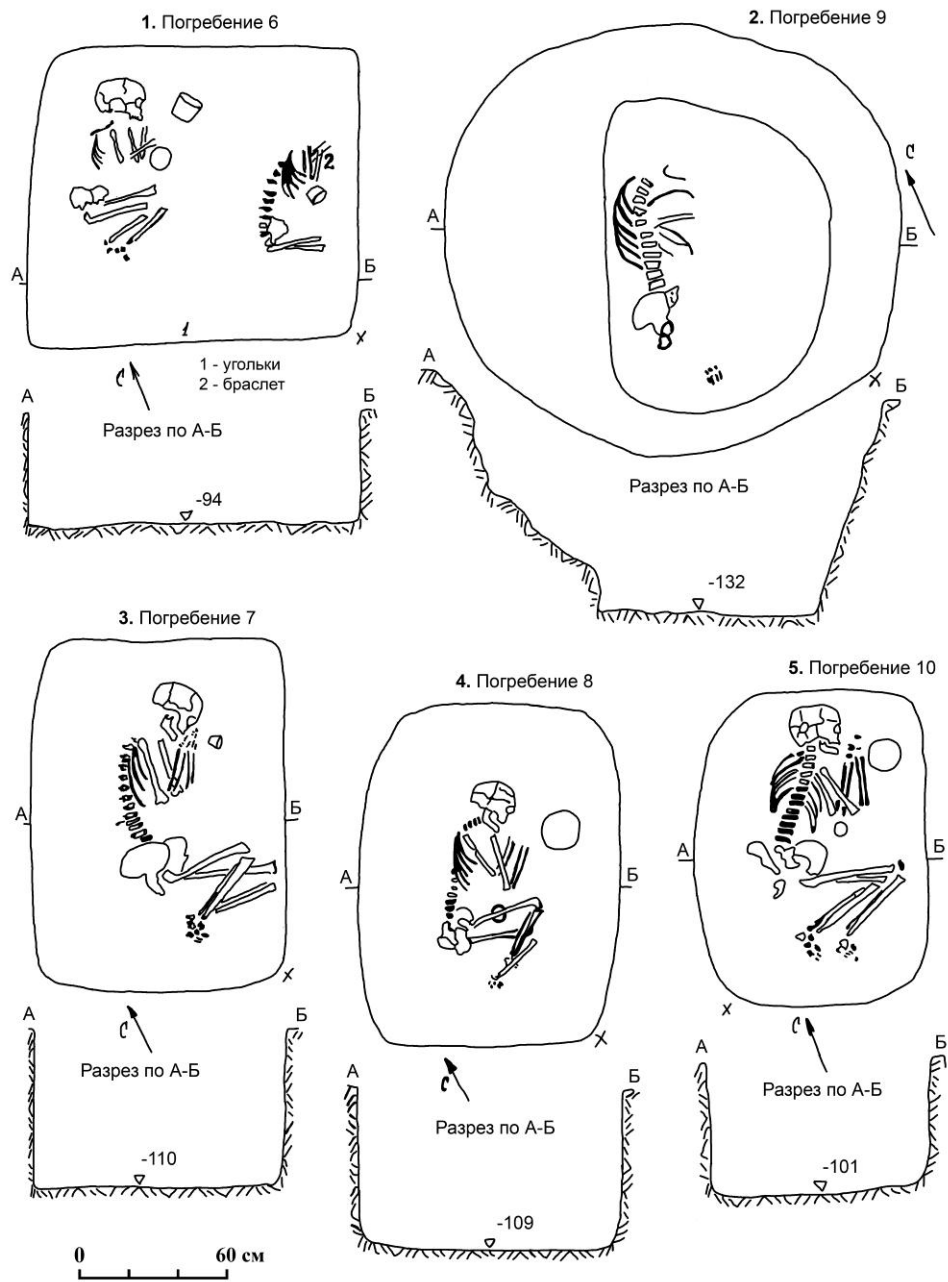 1. Погребение 6
А
Б
1
2
С
1 - угольки
2 - браслет
А
Б
Разрез по А-Б
-94
2. Погребение 9
С
А
Б
А
Б
Разрез по А-Б
-132
3. Погребение 7
А
Б
С
А
Б
Разрез по А-Б
-110
4. Погребение 8
А
Б
С
А
Б
Разрез по А-Б
-109
5. Погребение 10
А
Б
С
А
Б
Разрез по А-Б
-101
0 60 см